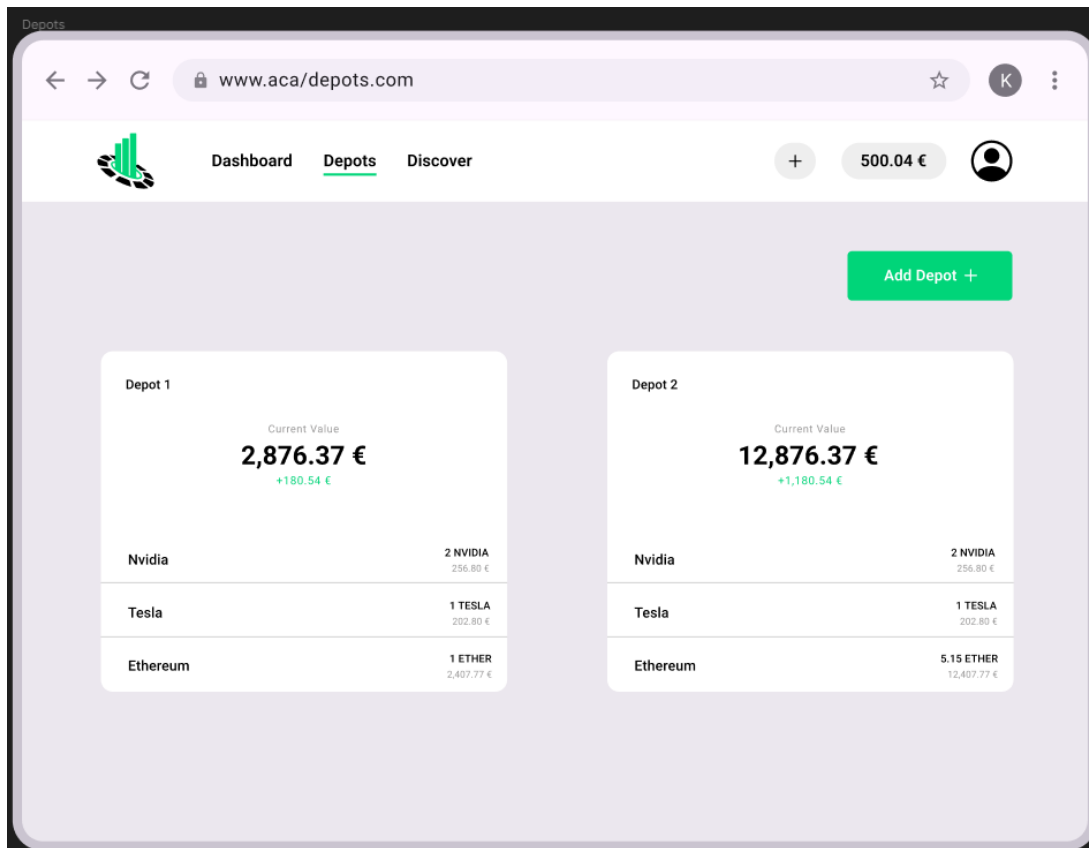 Depots
www.aca/depots.com
K
Dashboard Depots Discover + 500.04 €
Add Depot +
Depot 1
Current Value
2,876.37 €
+180.54 €
Nvidia 2 NVIDIA
256.80 €
Tesla 1 TESLA
202.80 €
Ethereum 1 ETHER
2,407.77 €
Depot 2
Current Value
12,876.37 €
+1,180.54 €
Nvidia 2 NVIDIA
256.80 €
Tesla 1 TESLA
202.80 €
Ethereum 5.15 ETHER
12,407.77 €